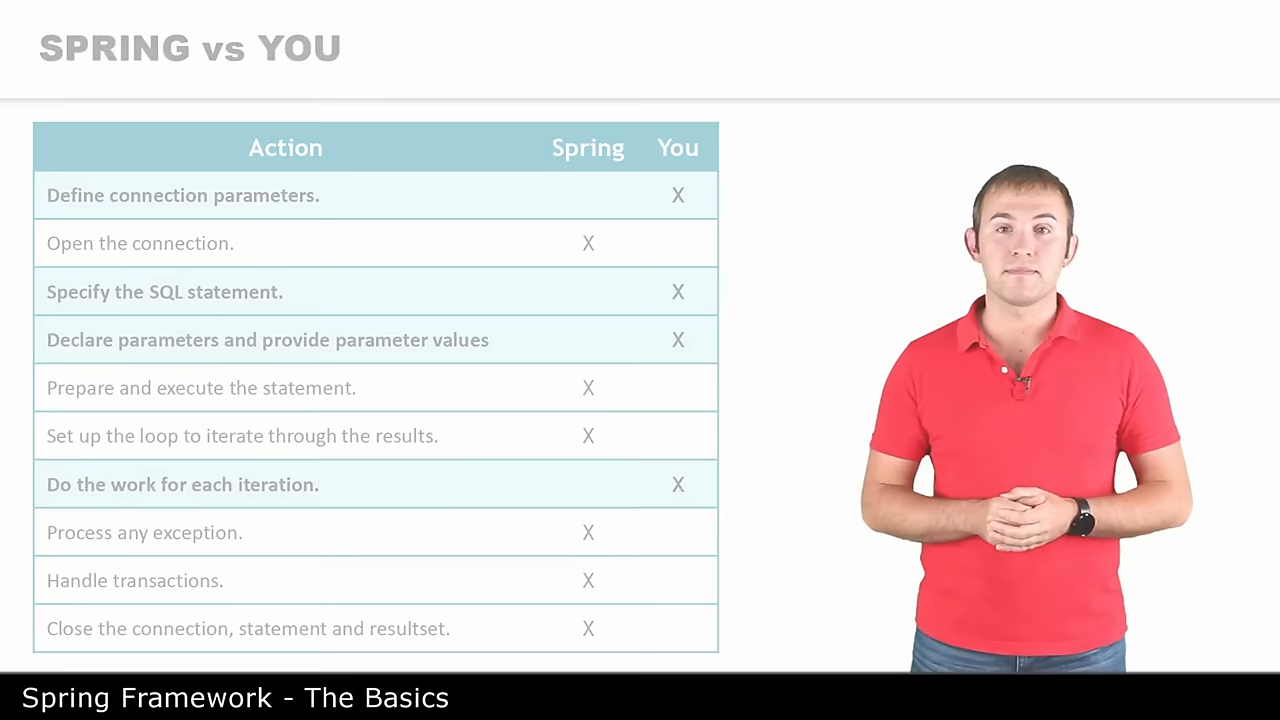 SPRING vs YOU
Action Spring You
Define connection parameters. X
Open the connection. X
Specify the SQL statement. X
Declare parameters and provide parameter values X
Prepare and execute the statement. X
Set up the loop to iterate through the results. X
Do the work for each iteration. X
Process any exception. X
Handle transactions. X
Close the connection, statement and resultset. X
Spring Framework - The Basics